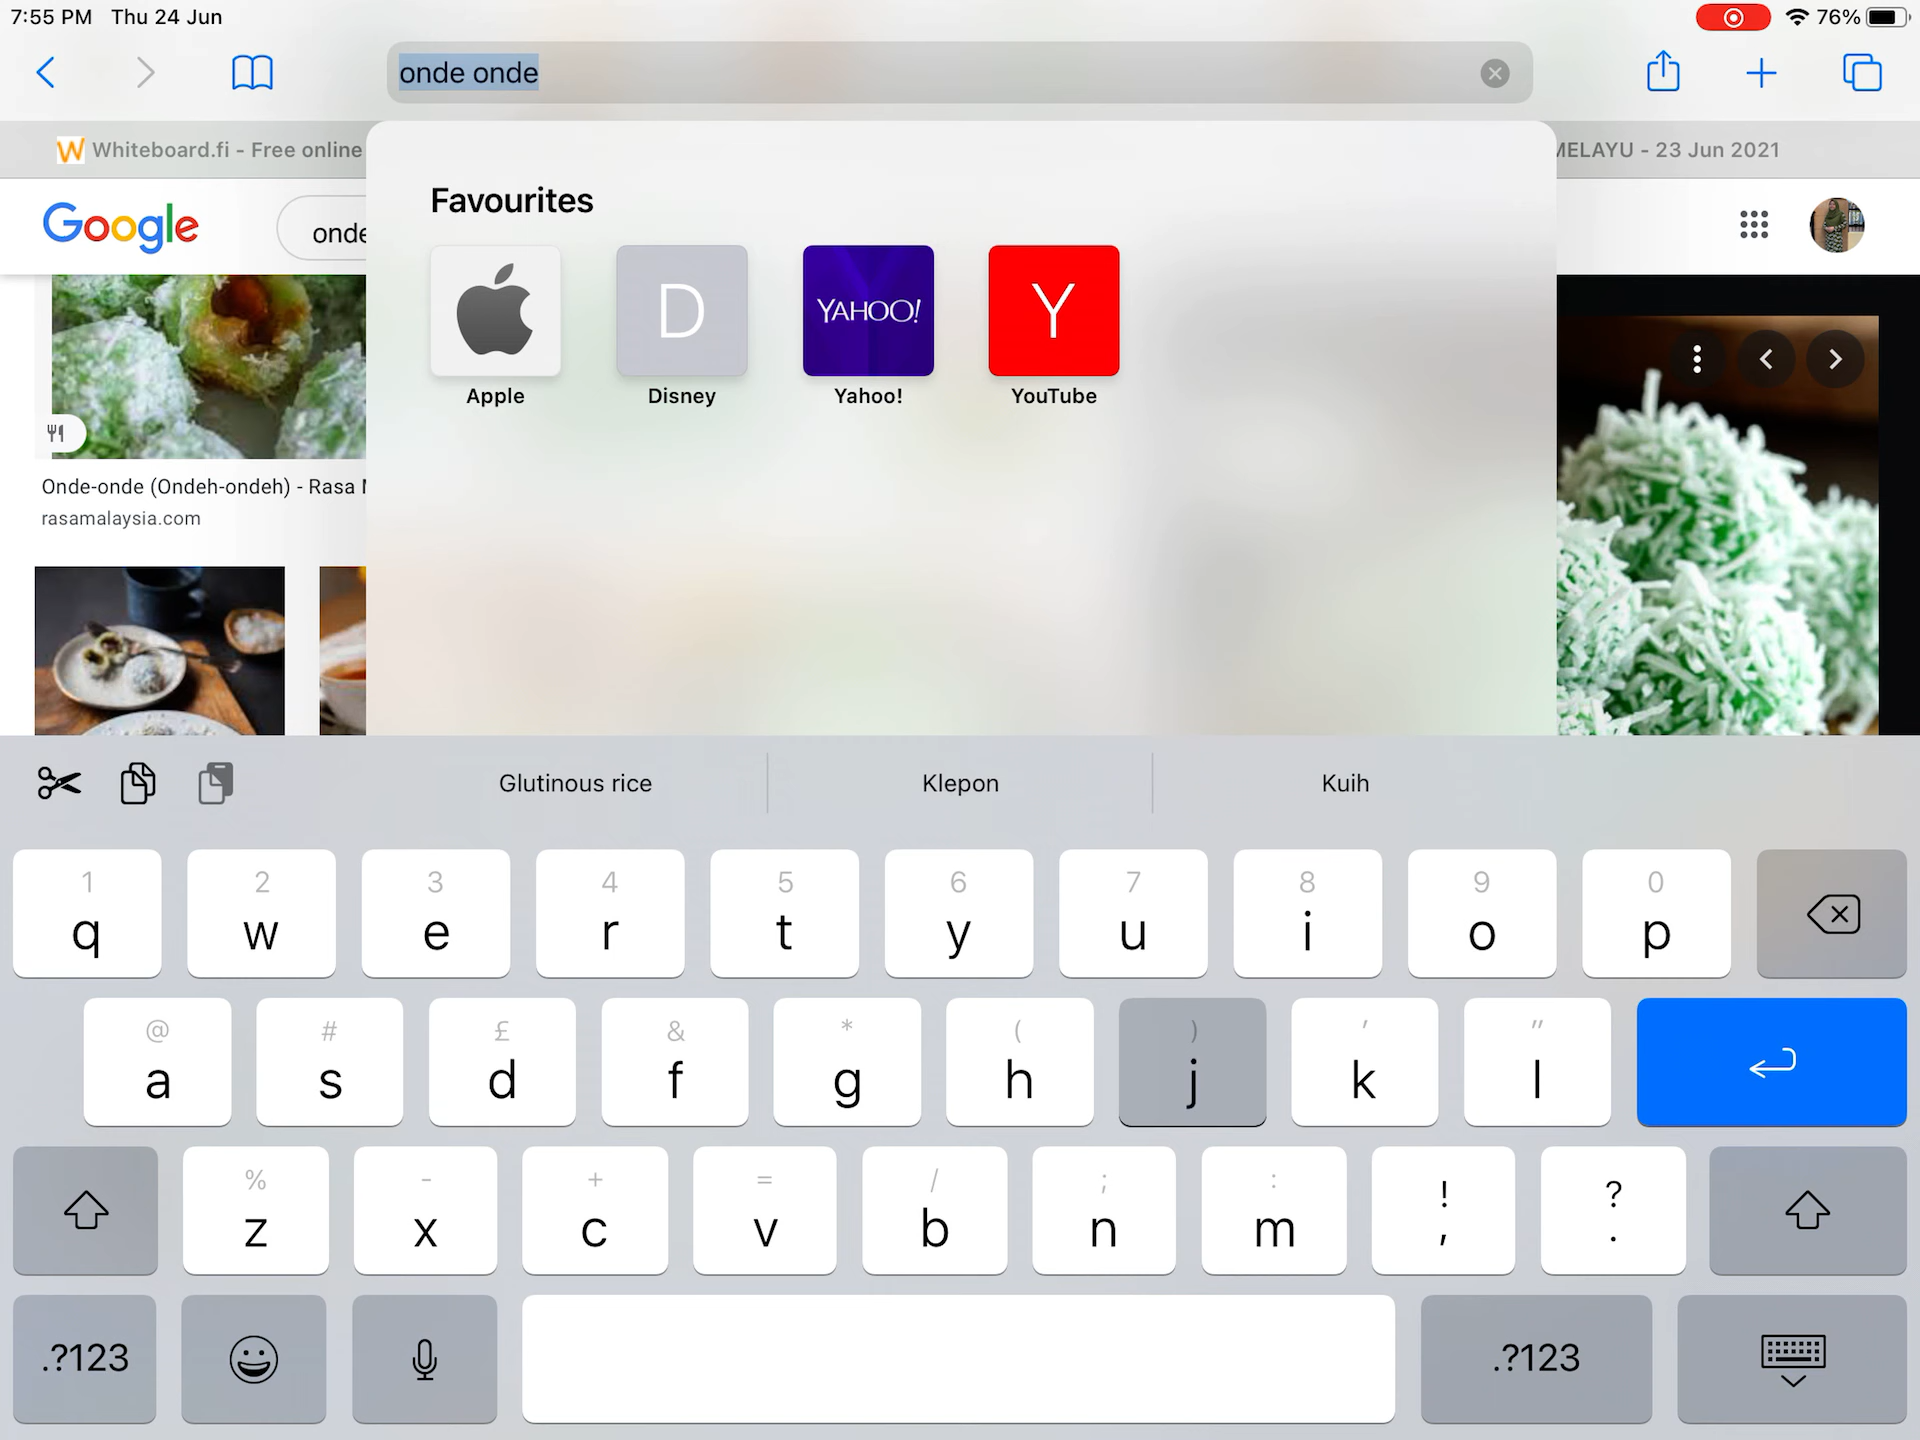 7:55 PM Thu 24 Jun
76%
onde onde
W Whiteboard.fi - Free online
MELAYU - 23 Jun 2021
Google
onde
Favourites
D
YAHOO!
Y
Apple
Disney
Yahoo!
YouTube
Onde-onde (Ondeh-ondeh) - Rasa
rasamalaysia.com
Glutinous rice
Klepon
Kuih
1 2 3 4 5 6 7 8 9 0
q w e r t y u i o p
@ # £ & * ( ) ' "
a s d f g h j k l
% - + = / ; : ! ?
z x c v b n m , .
.?123
.?123